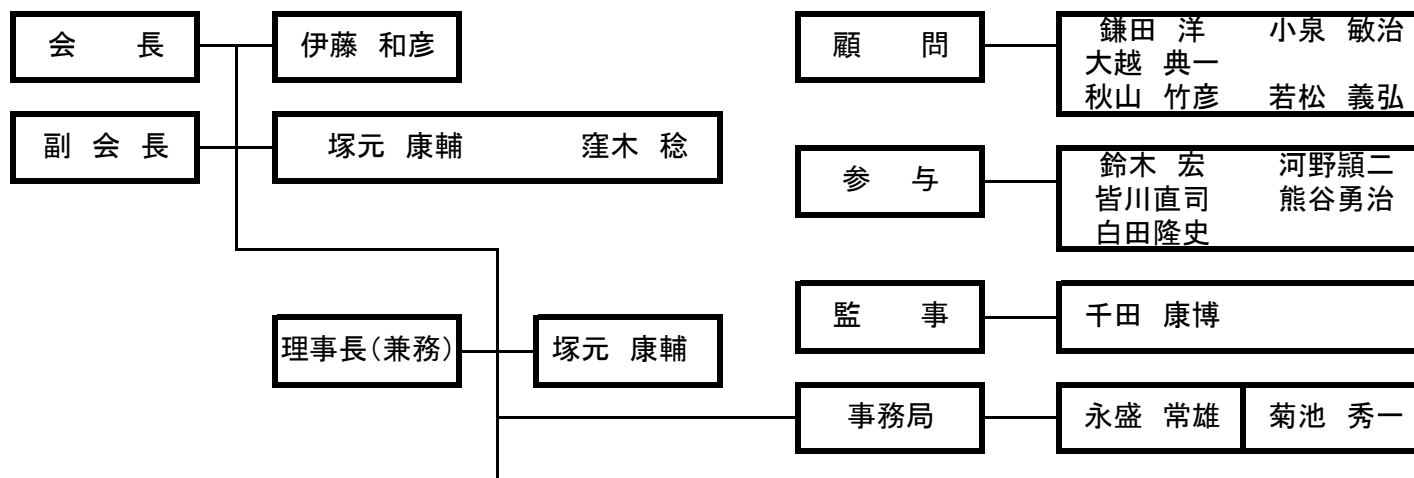 会　長　伊藤 和彦
副 会 長　塚元 康輔　窪木 稔
理事長（兼務）　塚元 康輔
顧　問　鎌田 洋　小泉 敏治
大越 典一
秋山 竹彦　若松 義弘
参　与　鈴木 宏　河野頴二
皆川直司　熊谷勇治
白田隆史
監　事　千田 康博
事務局　永盛 常雄　菊池 秀一